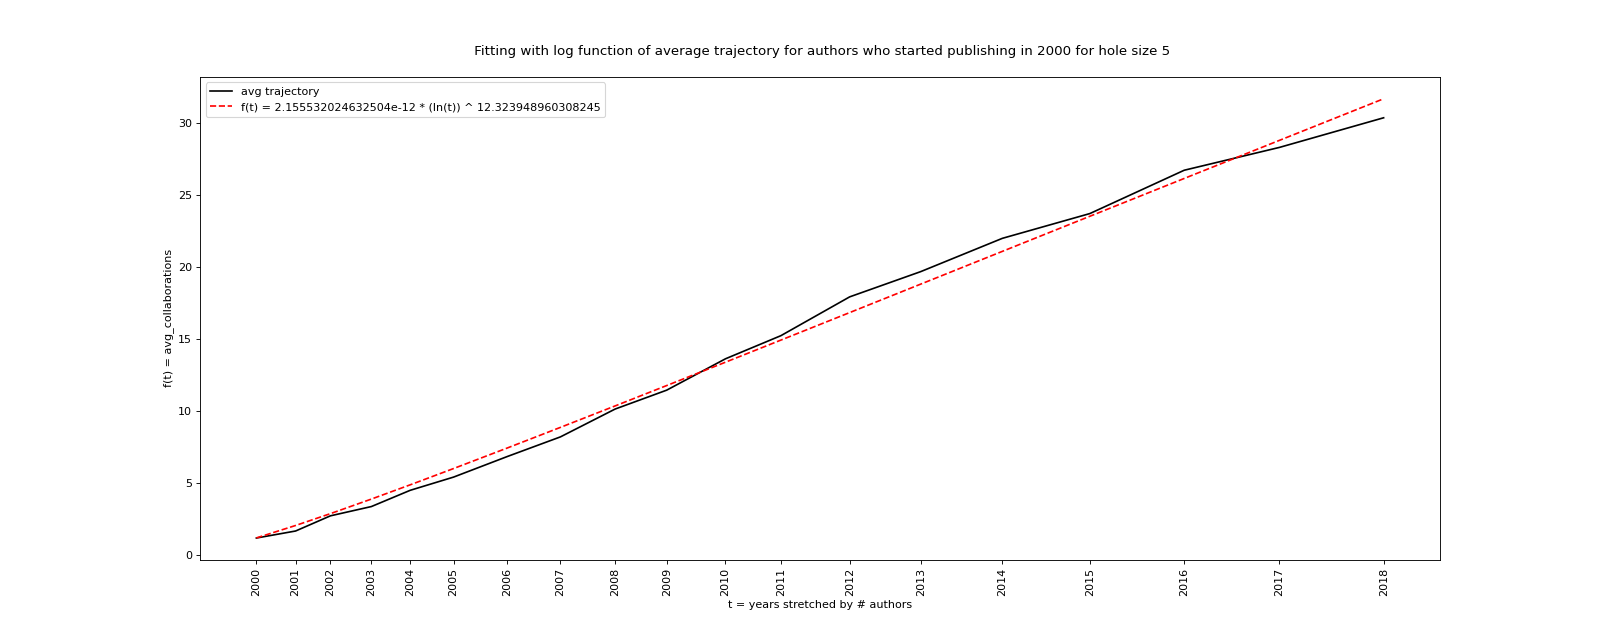 Fitting with log function of average trajectory for authors who started publishing in 2000 for hole size 5
avg trajectory
f(t) = 2.155532024632504e-12 * (ln(t)) ^ 12.323948960308245
30
25
20
15
10
5
0
f(t) = avg_collaborations
2000 2001 2002 2003 2004 2005 2006 2007 2008 2009 2010 2011 2012 2013 2014 2015 2016 2017 2018
t = years stretched by # authors